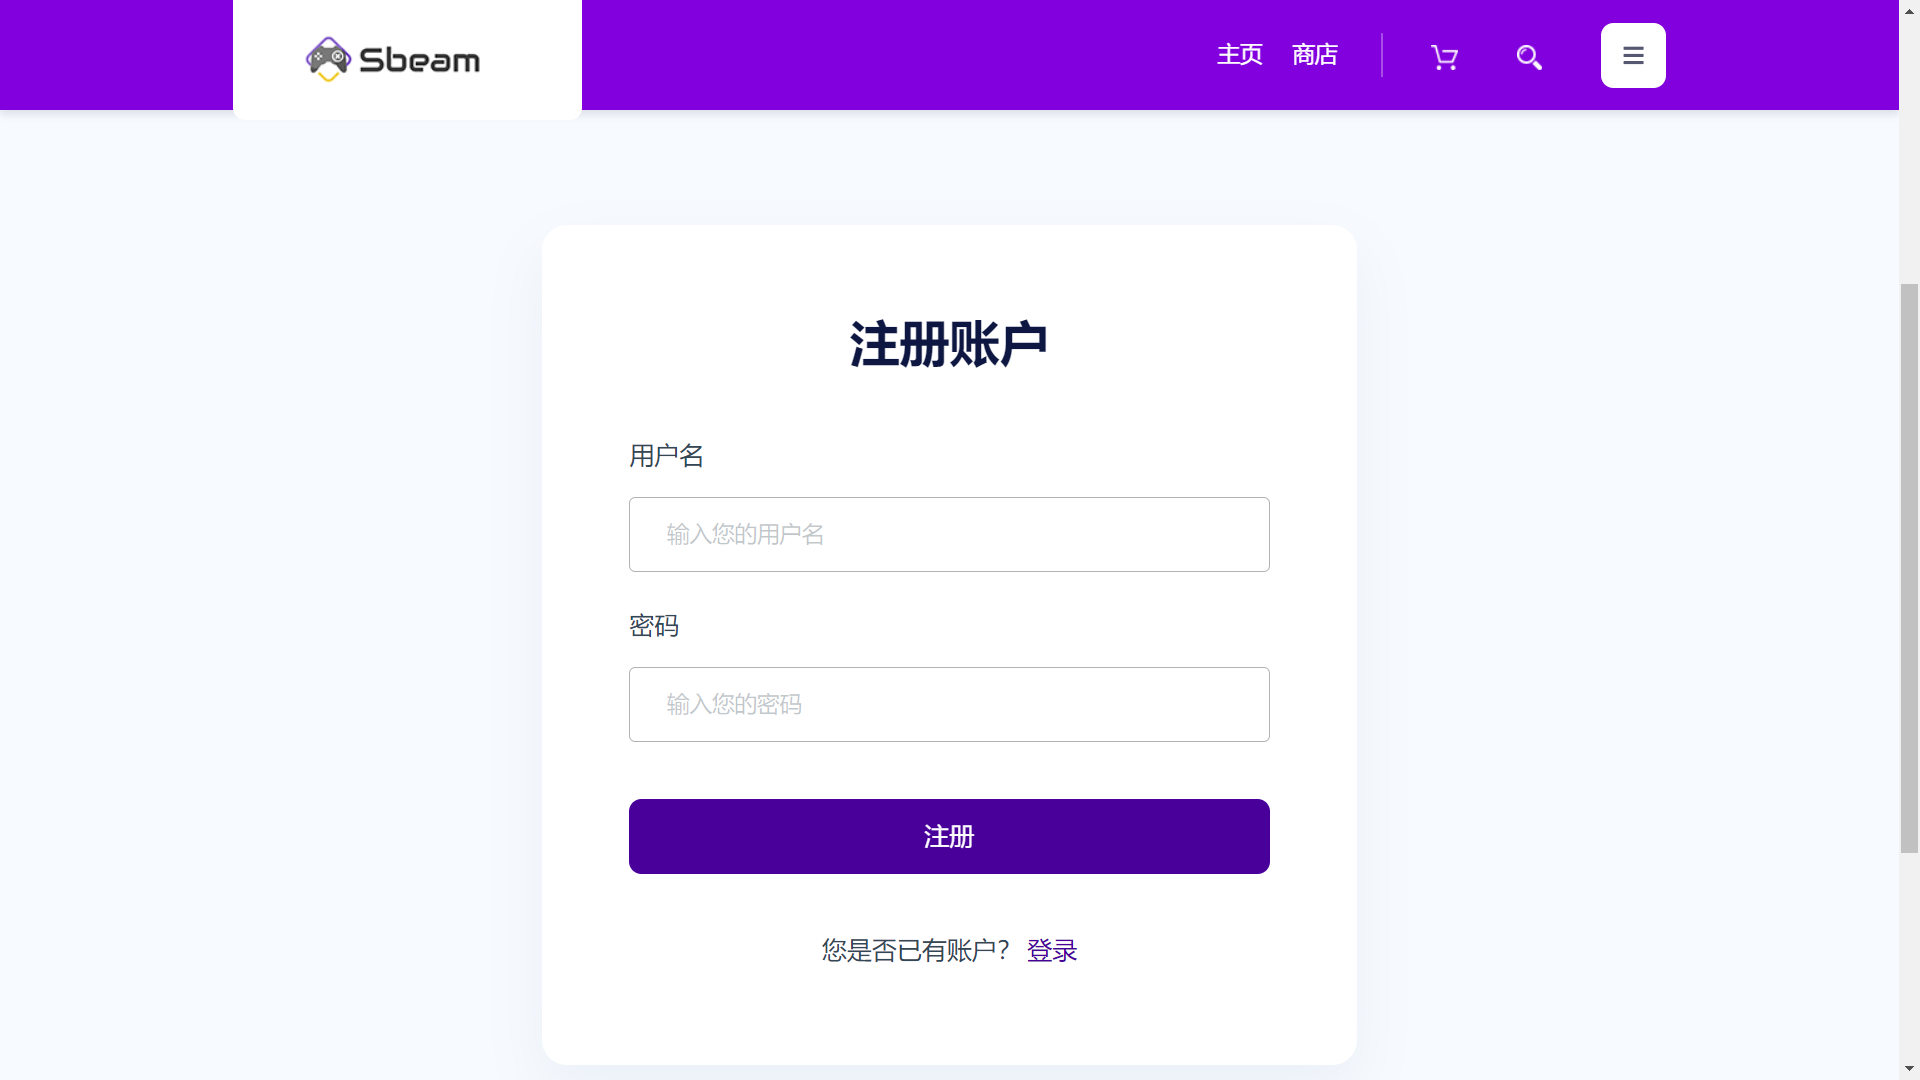 Sbeam
主页
商店
注册账户
用户名
输入您的用户名
密码
输入您的密码
注册
您是否已有账户? 登录